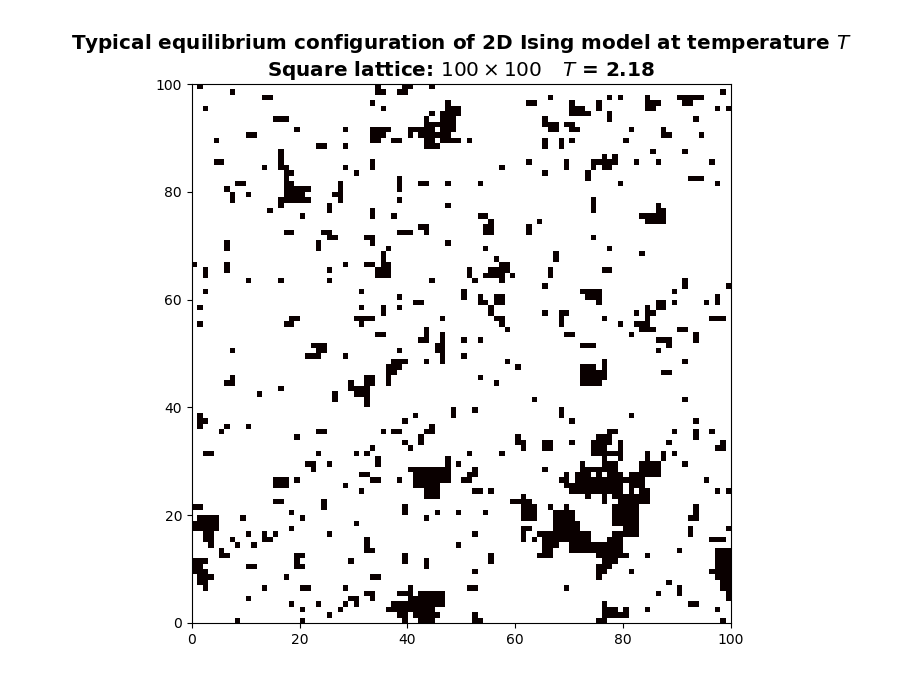 Typical equilibrium configuration of 2D Ising model at temperature T
Square lattice: 100 × 100 T = 2.18
100
80
60
40
20
0
0 20 40 60 80 100